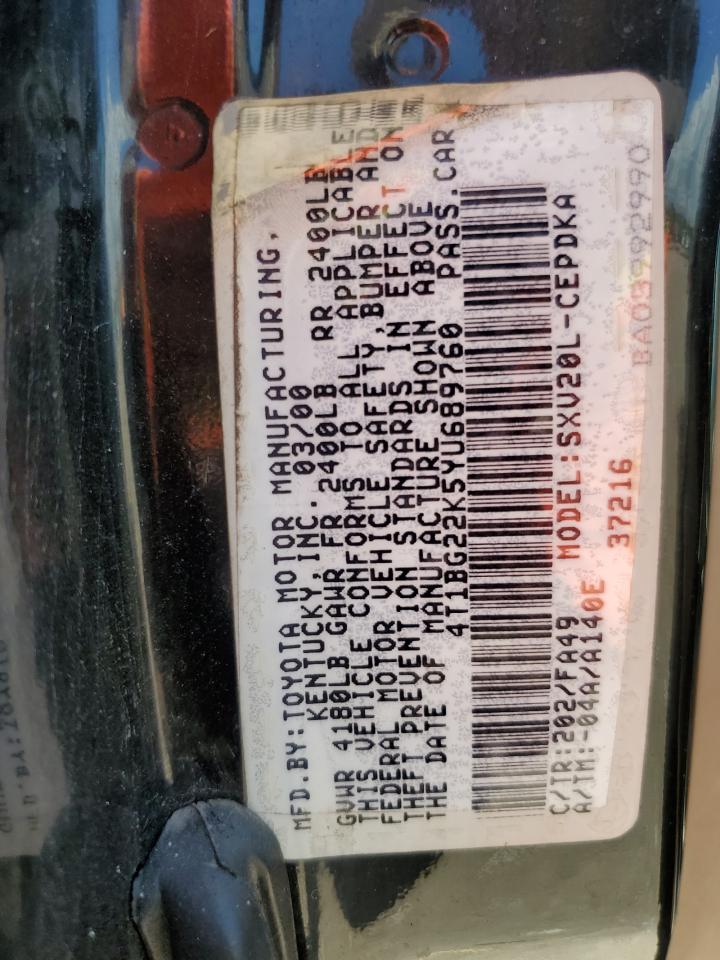 MFD.BY:TOYOTA MOTOR MANUFACTURING,
KENTUCKY,INC. 03/00
GVWR 4180LB GAWR FR 2400LB RR 2400LB
THIS VEHICLE CONFORMS TO ALL APPLICABLE
FEDERAL MOTOR VEHICLE SAFETY,BUMPER AND
THEFT PREVENTION STANDARDS IN EFFECT ON
THE DATE OF MANUFACTURE SHOWN ABOVE
4T1BG22K5YU689760 PASS.CAR
C/TR:202/FA49 MODEL:SXV20L-CEPDKA
A/TM:-04A/A140E 37216
BA03992990